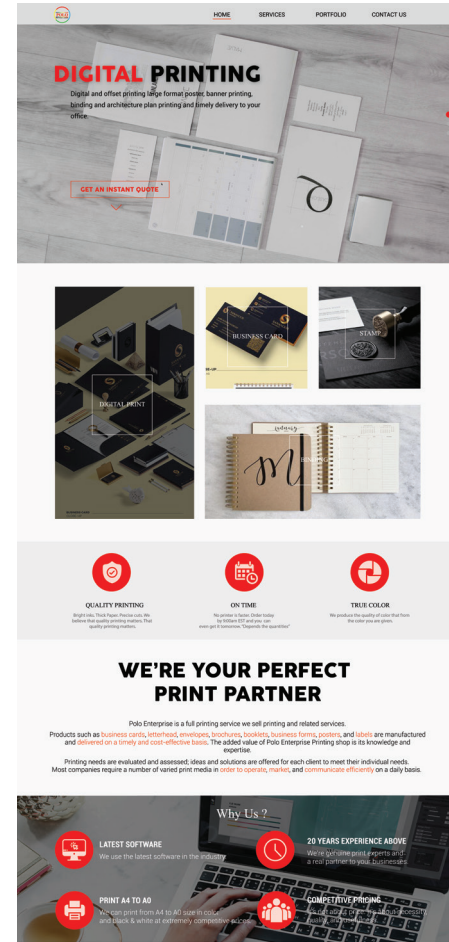 POLO
HOME SERVICES PORTFOLIO CONTACT US
DIGITAL PRINTING
Digital and offset printing large format poster, banner printing,
binding and architecture plan printing and timely delivery to your
office.
GET AN INSTANT QUOTE
DIGITAL PRINT
BUSINESS CARD
STAMP
January
m
QUALITY PRINTING
Bright inks. Thick Paper. Precise cuts. We
believe that quality printing matters. That
quality printing matters.
ON TIME
No printer is faster. Order today
by 5:00am EST and you can
even get it tomorrow. "Depends the quantities"
TRUE COLOR
We produce the quality of color that from
the color you are given.
WE'RE YOUR PERFECT
PRINT PARTNER
Polo Enterprise is a full printing service we sell printing and related services.
Products such as business cards, letterhead, envelopes, brochures, booklets, business forms, posters, and labels are manufactured
and delivered on a timely and cost-effective basis. The added value of Polo Enterprise Printing shop is its knowledge and
expertise.
Printing needs are evaluated and assessed; ideas and solutions are offered for each client to meet their individual needs.
Most companies require a number of varied print media in order to operate, market, and communicate efficiently on a daily basis.
Why Us ?
LATEST SOFTWARE
We use the latest software in the industry
20 YEARS EXPERIENCE ABOVE
We're genuine print experts and
a real partner to your businesses
PRINT A4 TO A0
We can print from A4 to A0 size in color
and black & white at extremely competitive prices
COMPETITIVE PRICING